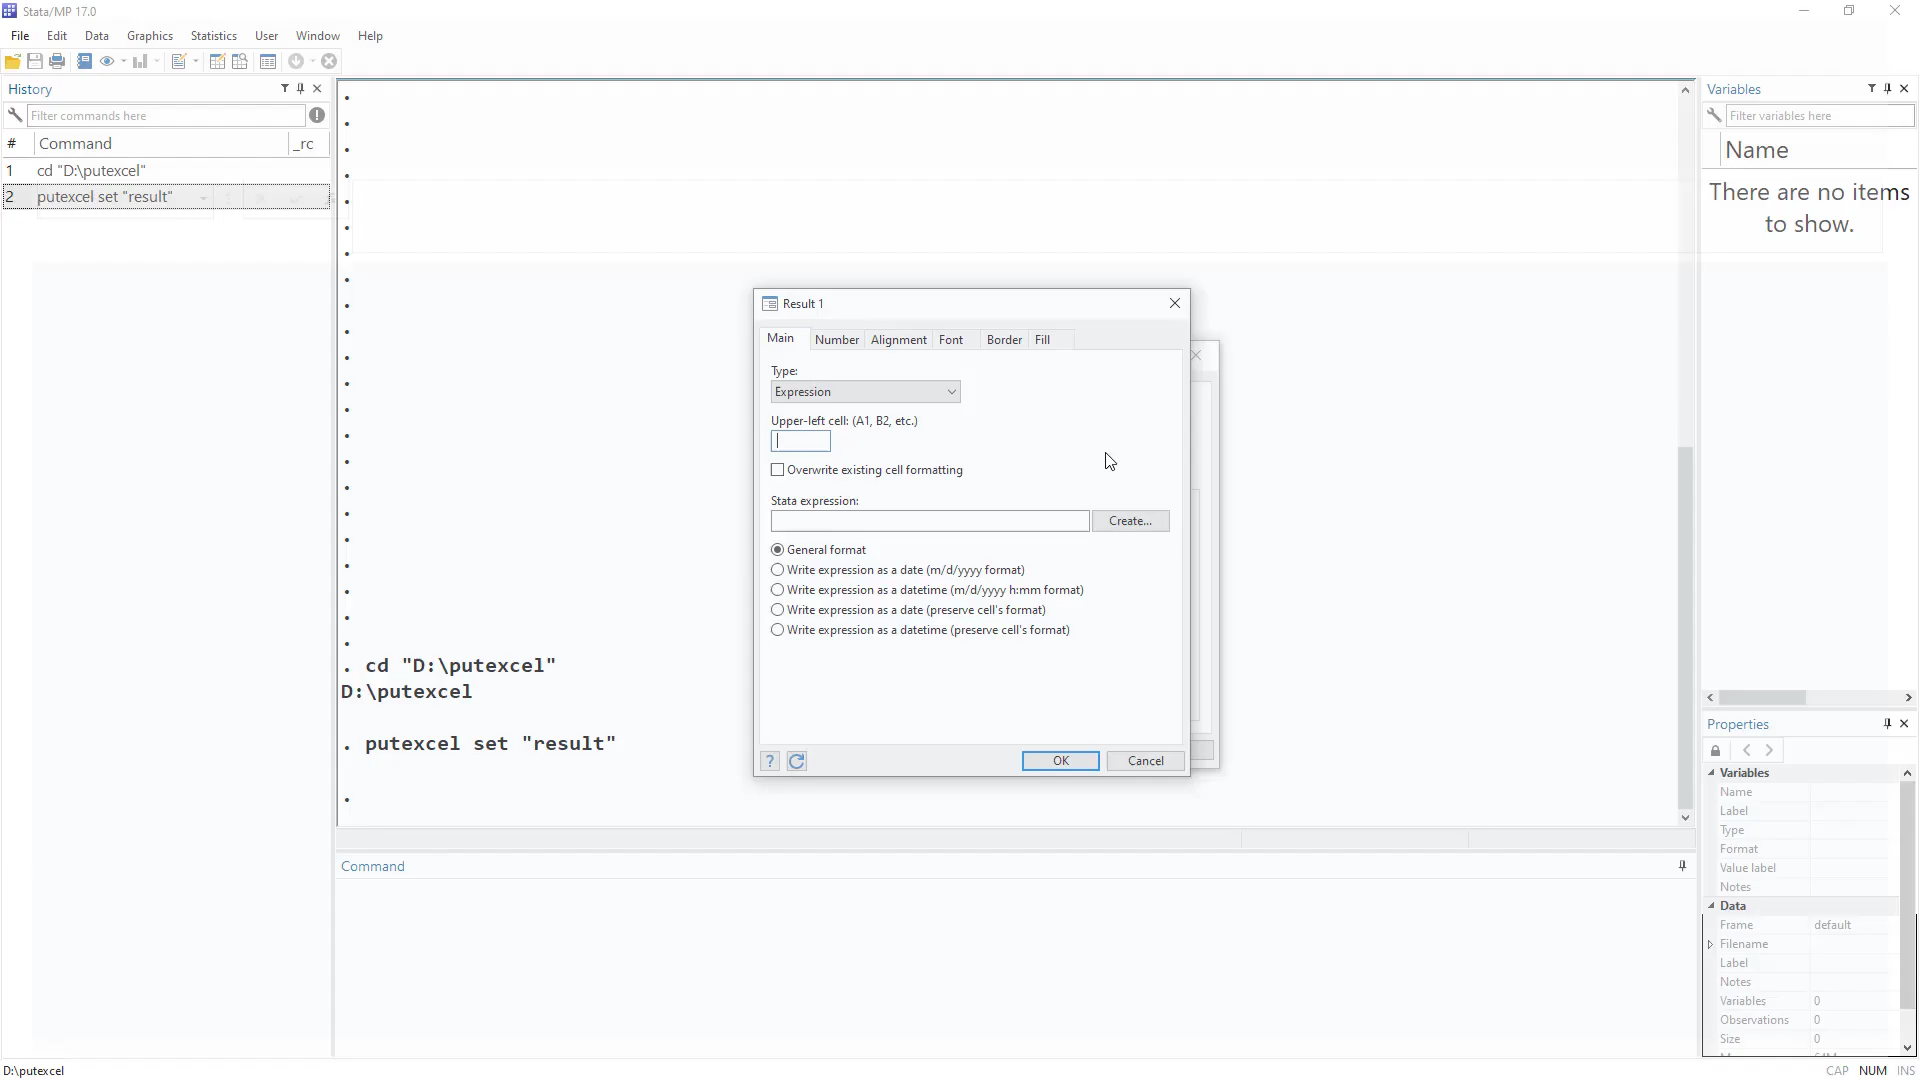 Stata/MP 17.0
File Edit Data Graphics Statistics User Window Help
History
Filter commands here
# Command _rc
1 cd "D:\putexcel"
2 putexcel set "result"
. cd "D:\putexcel"
D:\putexcel
. putexcel set "result"
.
Command
Result 1
Main Number Alignment Font Border Fill
Type:
Expression
Upper-left cell: (A1, B2, etc.)
Overwrite existing cell formatting
Stata expression:
Create...
General format
Write expression as a date (m/d/yyyy format)
Write expression as a datetime (m/d/yyyy h:mm format)
Write expression as a date (preserve cell's format)
Write expression as a datetime (preserve cell's format)
? OK Cancel
Variables
Filter variables here
Name
There are no items
to show.
Properties
Variables
Name
Label
Type
Format
Value label
Notes
Data
Frame default
Filename
Label
Notes
Variables 0
Observations 0
Size 0
D:\putexcel
CAP NUM INS